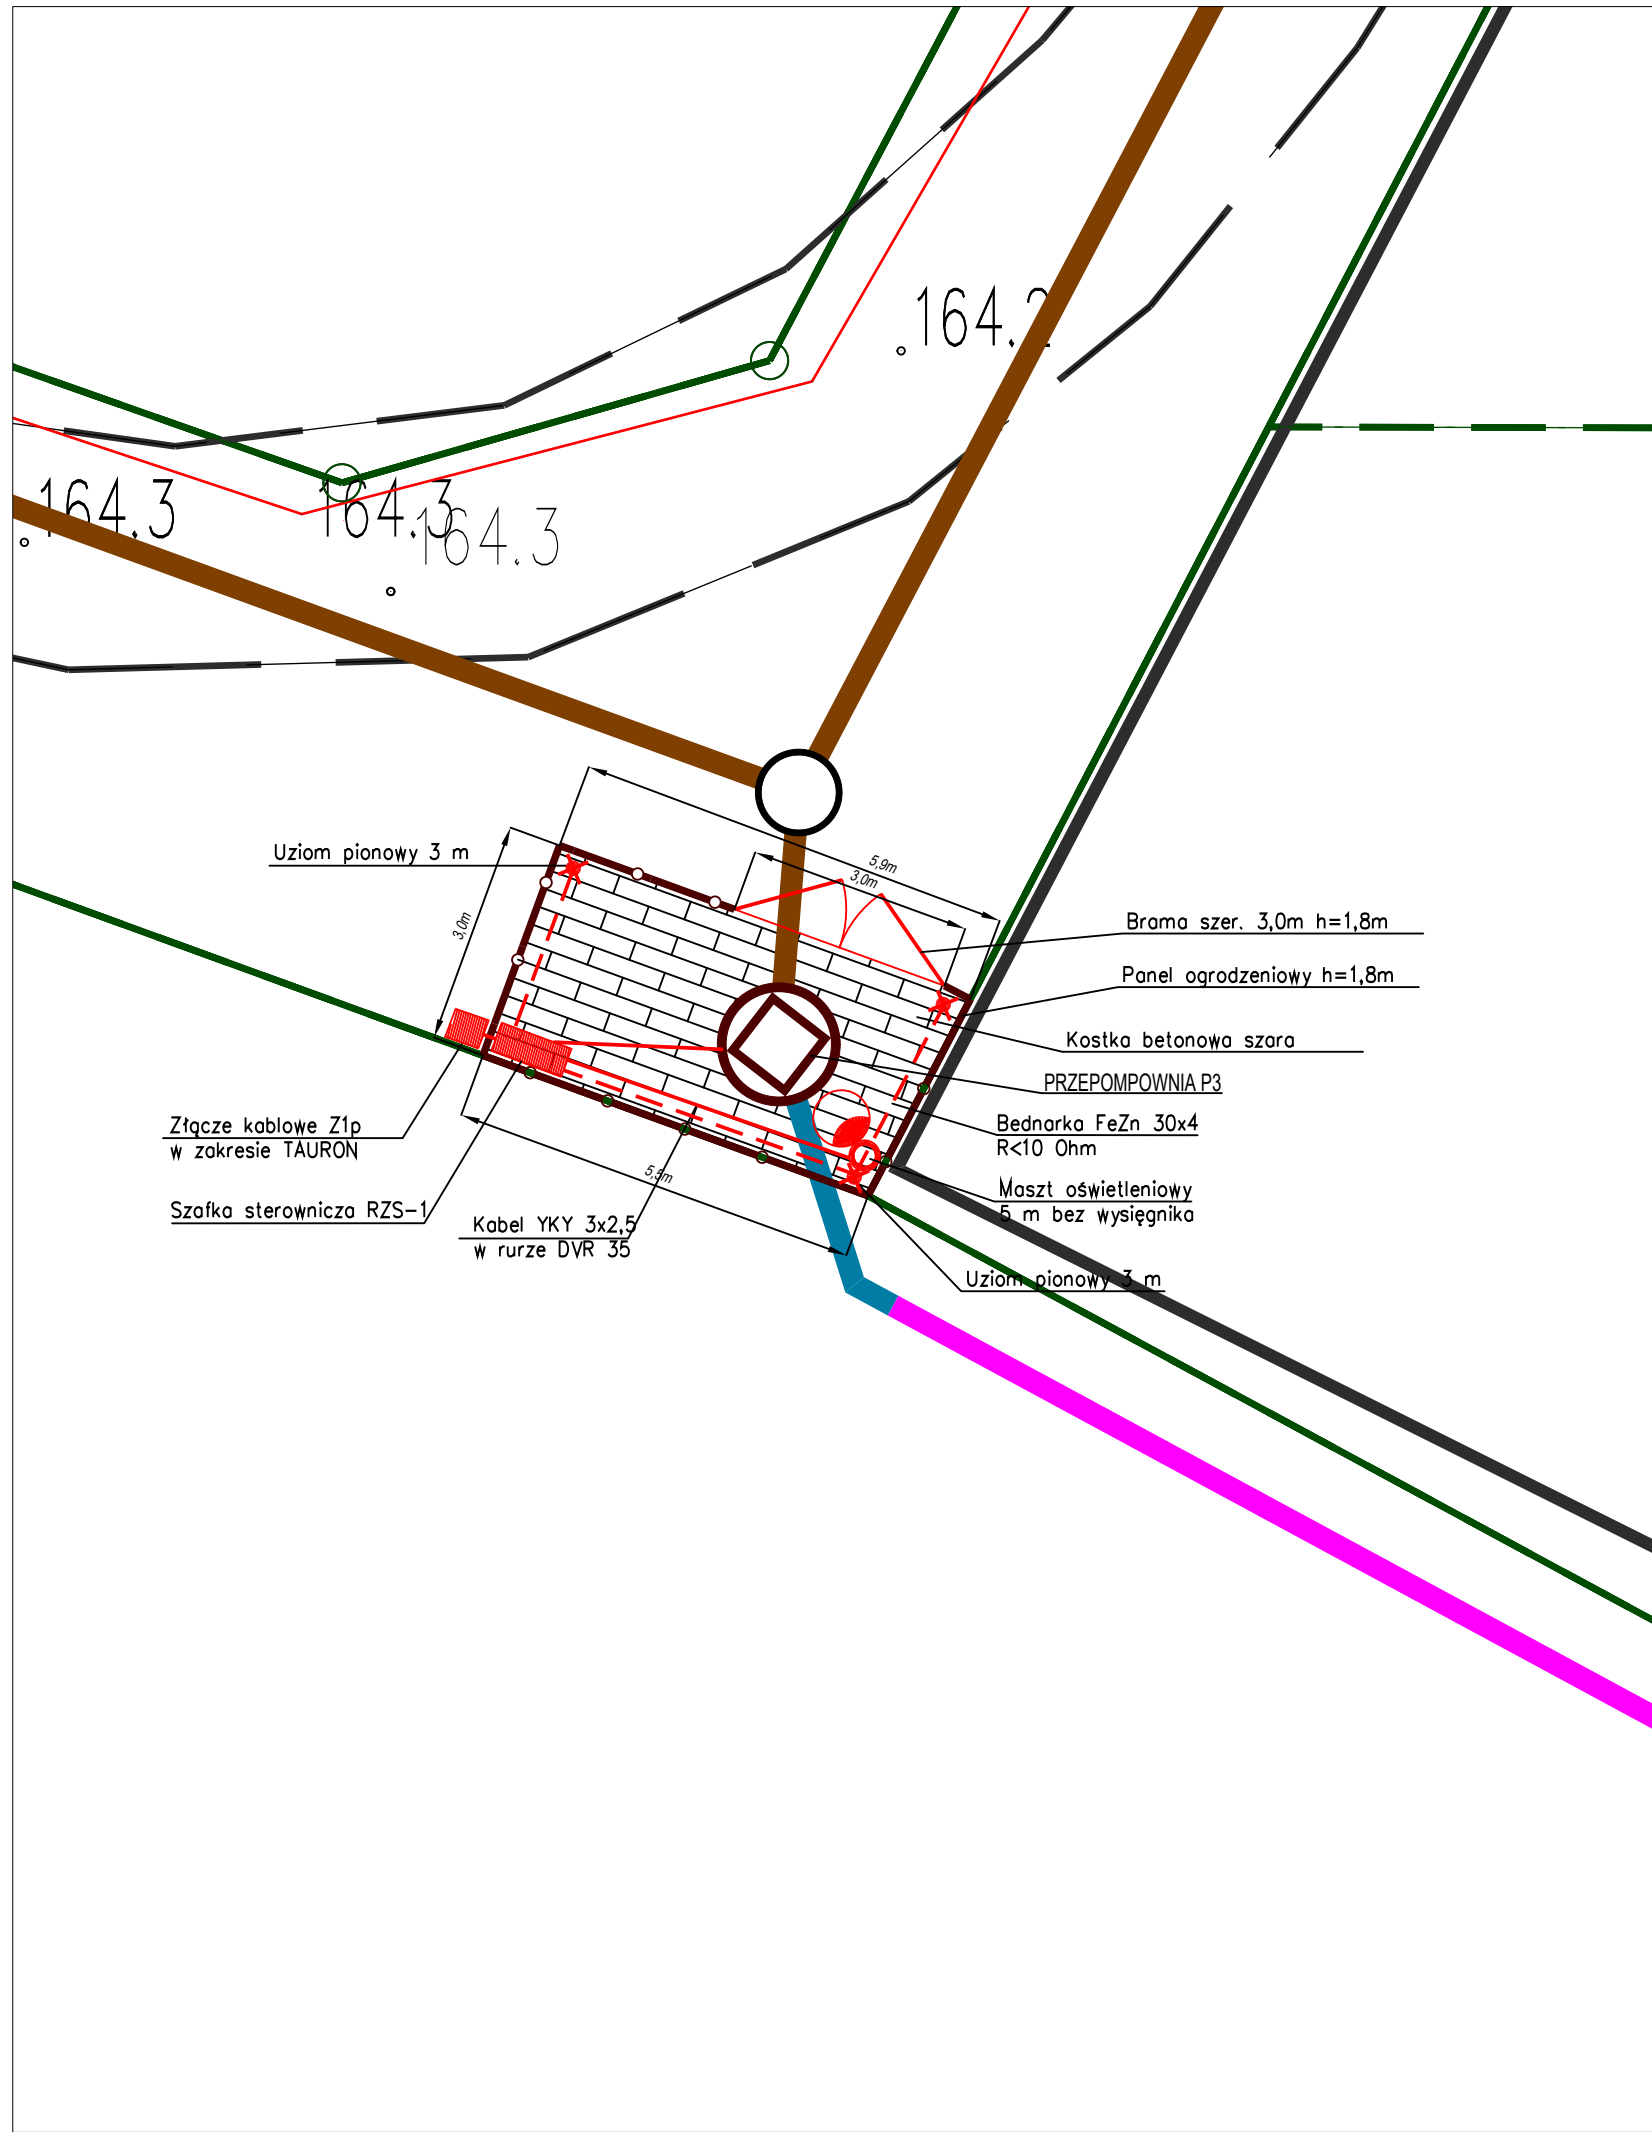 164.2
164.3
164.3
164.3
Uziom pionowy 3 m
5,9m
3,0m
3,0m
Brama szer. 3,0m h=1,8m
Panel ogrodzeniowy h=1,8m
Kostka betonowa szara
PRZEPOMPOWNIA P3
Bednarka FeZn 30x4
R<10 Ohm
Złącze kablowe Z1p
w zakresie TAURON
Maszt oświetleniowy
5 m bez wysięgnika
5,5m
Szafka sterownicza RZS-1
Kabel YKY 3x2,5
w rurze DVR 35
Uziom pionowy 3 m